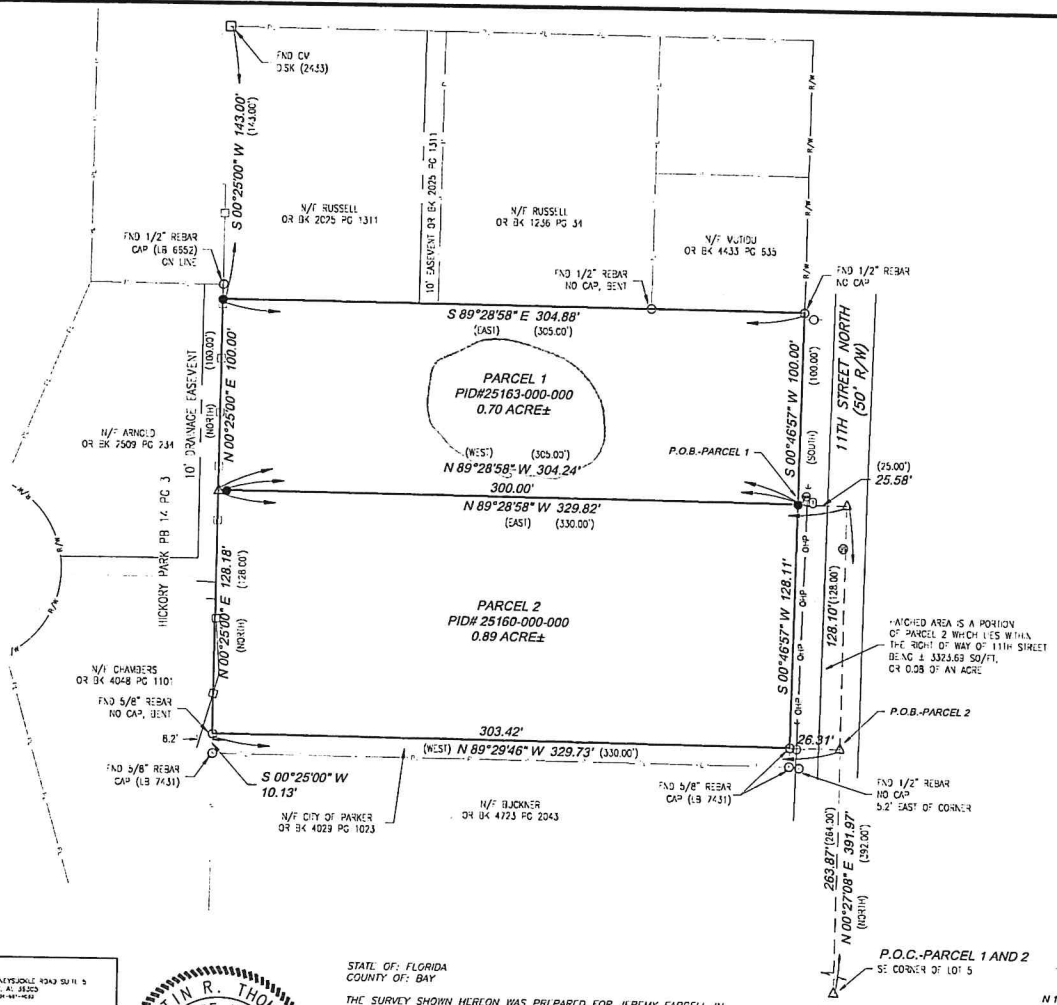 FND CM
DISK (2433)
S 00°25'00" W 143.00'
(143.00')
10' EASEMENT OR BK 2025 PG 1311
N/F RUSSELL
OR BK 2025 PG 1311
N/F RUSSELL
OR BK 1236 PG 34
OR BK 4433 PG 535
FND 1/2" REBAR
CAP (LB 6552)
ON LINE
FND 1/2" REBAR
NO CAP, BENT
FND 1/2" REBAR
NO CAP
S 89°28'58" E 304.88'
(EAST) (305.00')
PARCEL 1
PID#25163-000-000
0.70 ACRE±
(WEST) (305.00')
N 89°28'58" W 304.24'
300.00'
N 89°28'58" W 329.82'
(EAST) (330.00')
N 00°25'00" E 100.00'
(NORTH) (100.00')
10' DRAINAGE EASEMENT
N/F ARNOLD
OR BK 2509 PG 234
HICKORY PARK PB 14 PG 3
S 00°46'57" W 100.00'
(SOUTH) (100.00')
11TH STREET NORTH
(50' R/W)
P.O.B.-PARCEL 1
(25.00')
25.58'
PARCEL 2
PID# 25160-000-000
0.89 ACRE±
N 00°25'00" E 128.18'
(NORTH) (128.00')
S 00°46'57" W 128.11'
OHP OHP OHP OHP
128.10'(128.00')
HATCHED AREA IS A PORTION
OF PARCEL 2 WHICH LIES WITHIN
THE RIGHT OF WAY OF 11TH STREET
BEING ± 3323.69 SQ/FT,
OR 0.08 OF AN ACRE
P.O.B.-PARCEL 2
N/F CHAMBERS
OR BK 4048 PG 1101
FND 5/8" REBAR
NO CAP, BENT
6.2'
FND 5/8" REBAR
CAP (LB 7431)
S 00°25'00" W
10.13'
303.42'
(WEST) N 89°29'46" W 329.73' (330.00')
26.31'
N/F CITY OF PARKER
OR BK 4029 PG 1023
N/F BUCKNER
OR BK 4723 PG 2043
FND 5/8" REBAR
CAP (LB 7431)
FND 1/2" REBAR
NO CAP
5.2' EAST OF CORNER
263.87'(264.00')
N 00°27'08" E 391.97'
(NORTH) (392.00')
P.O.C.-PARCEL 1 AND 2
SE CORNER OF LOT 5
STATE OF: FLORIDA
COUNTY OF: BAY
THE SURVEY SHOWN HEREON WAS PREPARED FOR JEREMY FARRELL IN
TIN R. THO